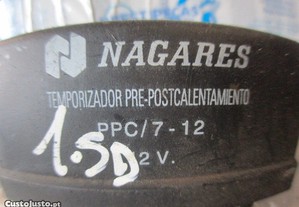 NAGARES
TEMPORIZADOR PRE-POSTCALENTAMIENTO
PPC/7-12
1.5D
2 V.
CustoJusto.pt